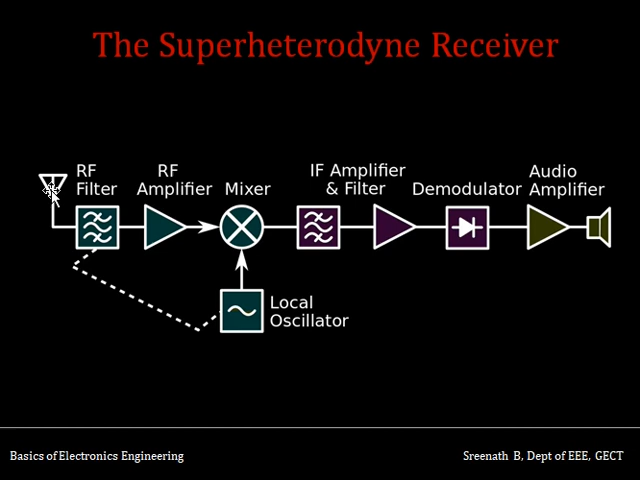 The Superheterodyne Receiver
RF
Filter
RF
Amplifier
Mixer
IF Amplifier
& Filter
Demodulator
Audio
Amplifier
Local
Oscillator
Basics of Electronics Engineering
Sreenath B, Dept of EEE, GECT